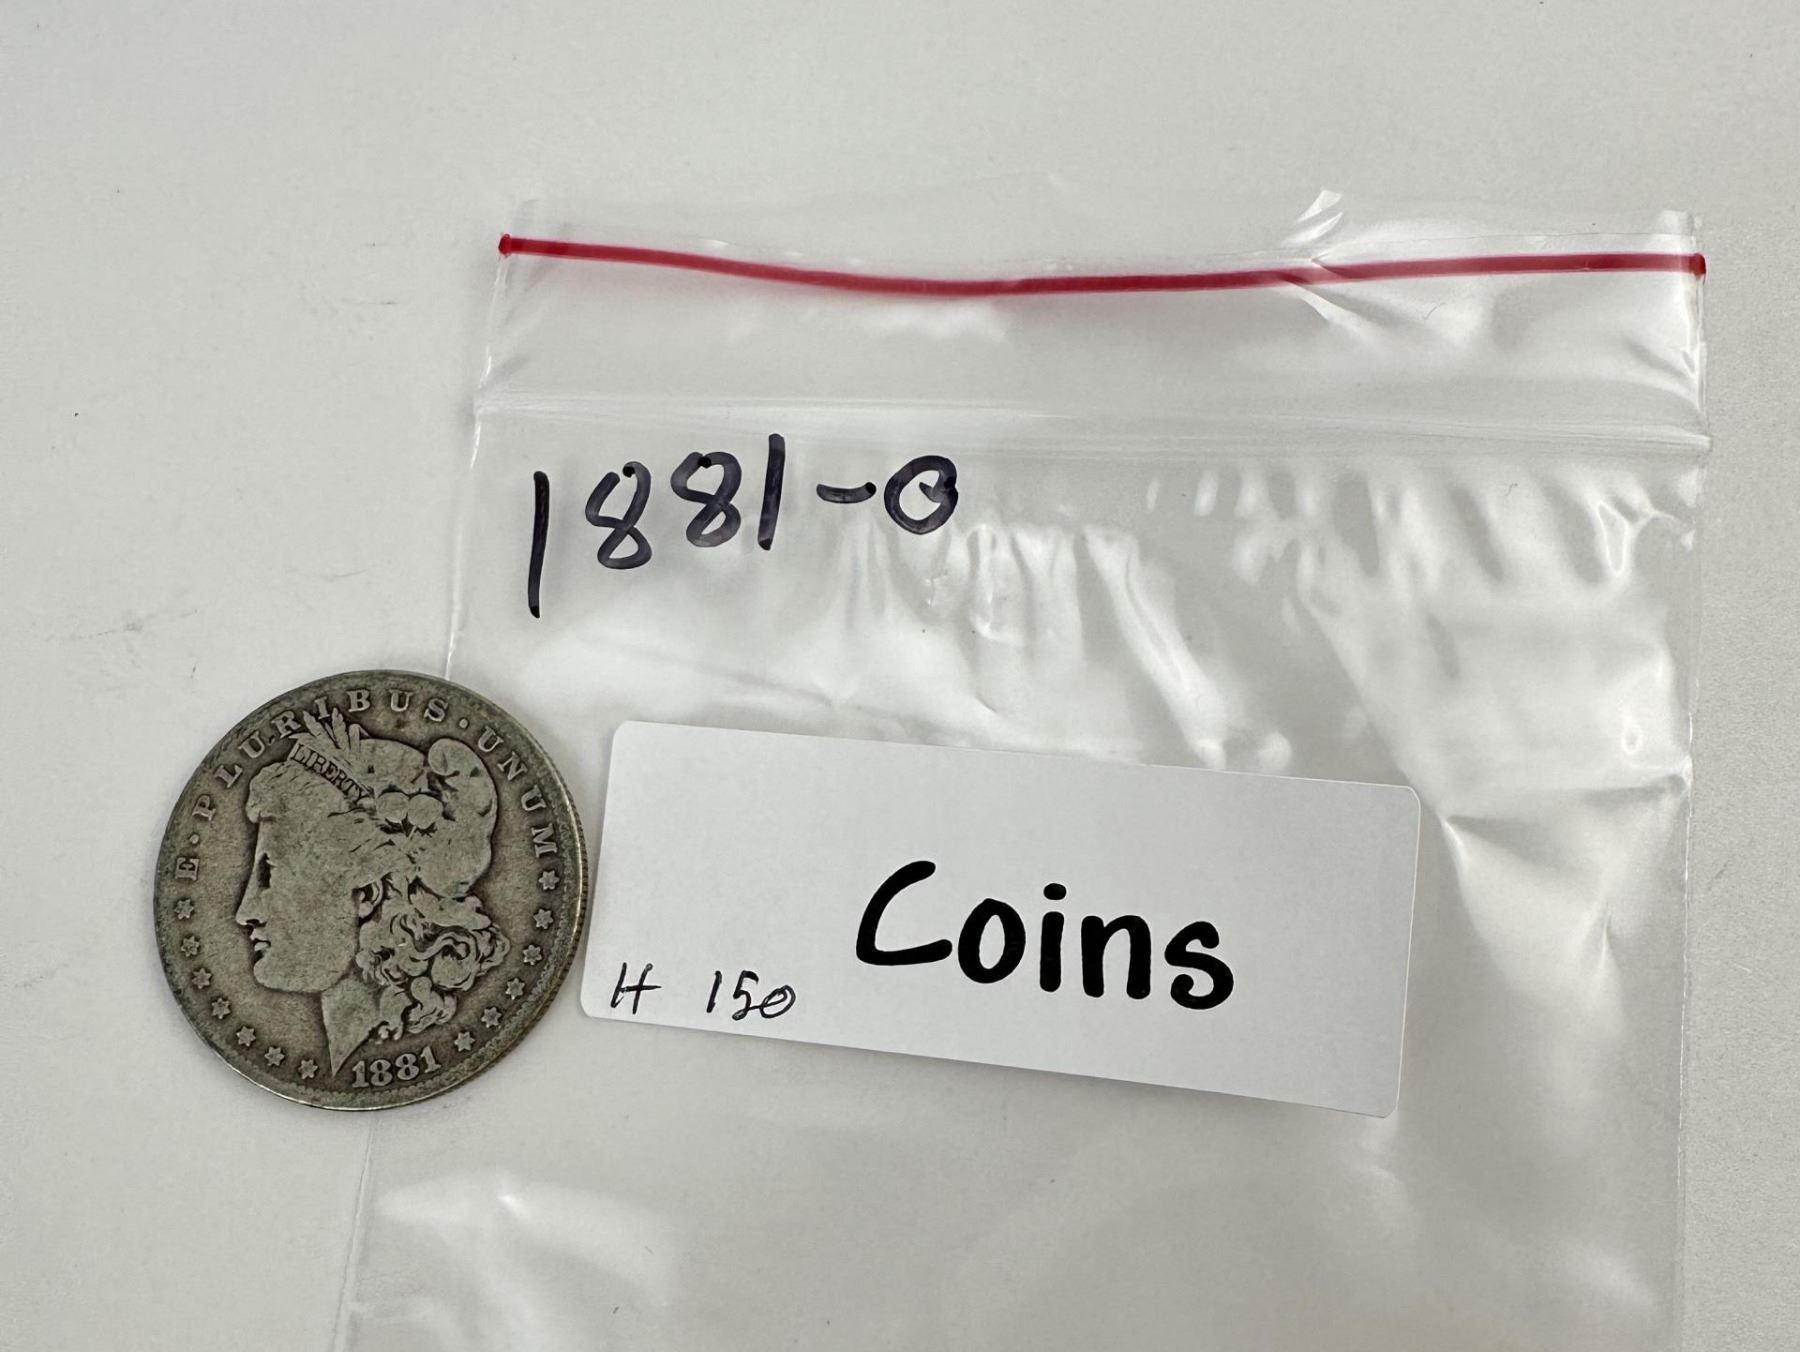 1881-O
E·PLURIBUS·UNUM
LIBERTY
1881
Coins
H 150